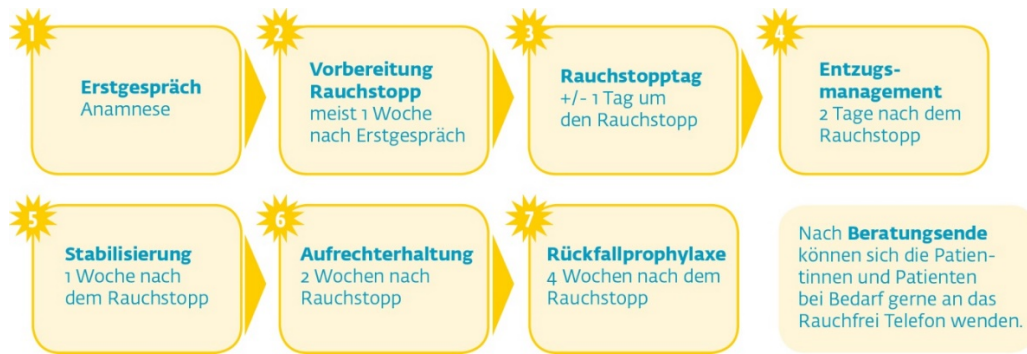 1
Erstgespräch
Anamnese
2
Vorbereitung
Rauchstopp
meist 1 Woche
nach Erstgespräch
3
Rauchstopptag
+/- 1 Tag um
den Rauchstopp
4
Entzugs-
management
2 Tage nach dem
Rauchstopp
5
Stabilisierung
1 Woche nach
dem Rauchstopp
6
Aufrechterhaltung
2 Wochen nach
Rauchstopp
7
Rückfallprophylaxe
4 Wochen nach dem
Rauchstopp
Nach Beratungsende
können sich die Patien-
tinnen und Patienten
bei Bedarf gerne an das
Rauchfrei Telefon wenden.